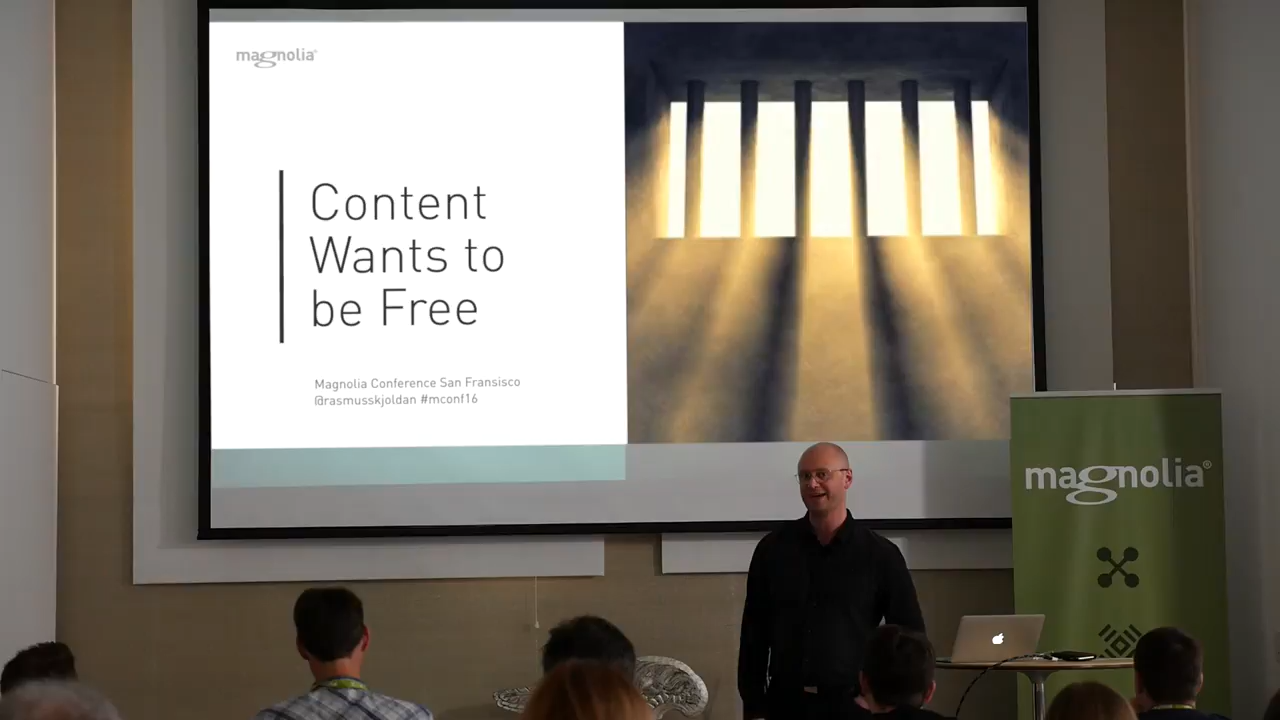 magnolia®
Content
Wants to
be Free
Magnolia Conference San Fransisco
@rasmusskjoldan #mconf16
magnolia®